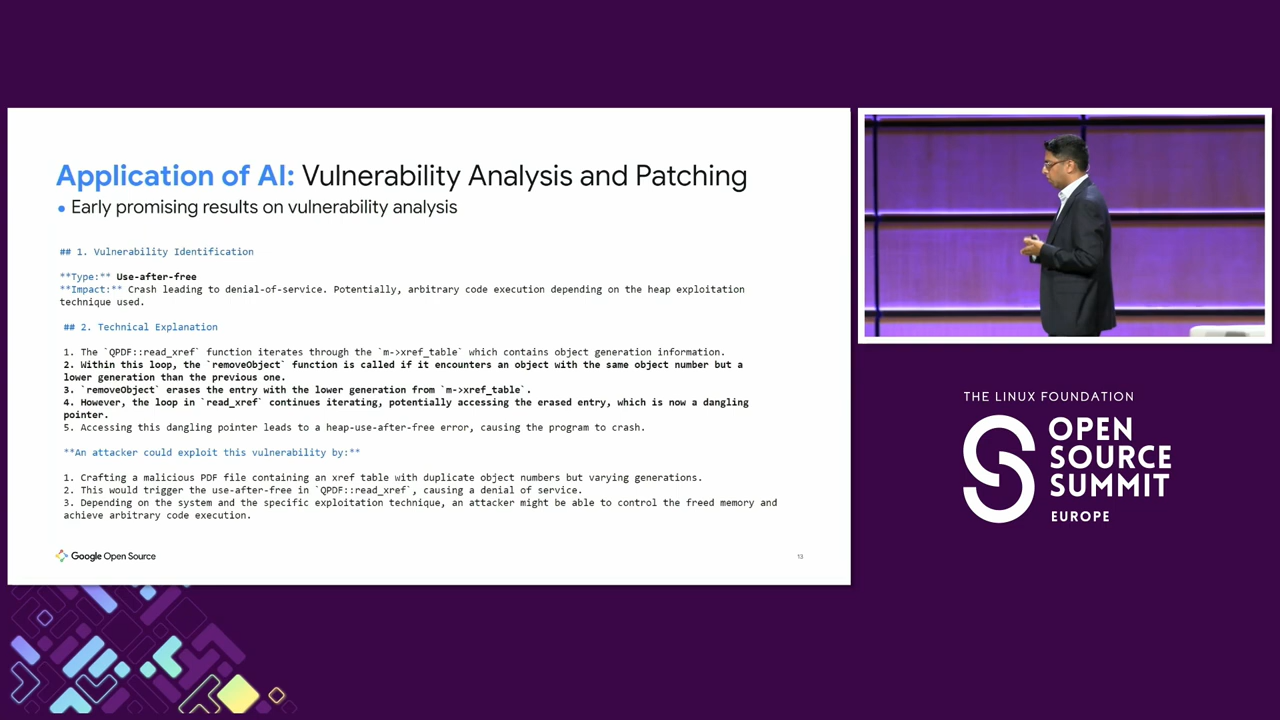 Application of AI: Vulnerability Analysis and Patching
• Early promising results on vulnerability analysis
## 1. Vulnerability Identification
**Type:** Use-after-free
**Impact:** Crash leading to denial-of-service. Potentially, arbitrary code execution depending on the heap exploitation
technique used.
## 2. Technical Explanation
1. The `QPDF::read_xref` function iterates through the `m->xref_table` which contains object generation information.
2. Within this loop, the `removeObject` function is called if it encounters an object with the same object number but a
lower generation than the previous one.
3. `removeObject` erases the entry with the lower generation from `m->xref_table`.
4. However, the loop in `read_xref` continues iterating, potentially accessing the erased entry, which is now a dangling
pointer.
5. Accessing this dangling pointer leads to a heap-use-after-free error, causing the program to crash.
**An attacker could exploit this vulnerability by:**
1. Crafting a malicious PDF file containing an xref table with duplicate object numbers but varying generations.
2. This would trigger the use-after-free in `QPDF::read_xref`, causing a denial of service.
3. Depending on the system and the specific exploitation technique, an attacker might be able to control the freed memory and
achieve arbitrary code execution.
Google Open Source
13
THE LINUX FOUNDATION
OPEN
SOURCE
SUMMIT
EUROPE